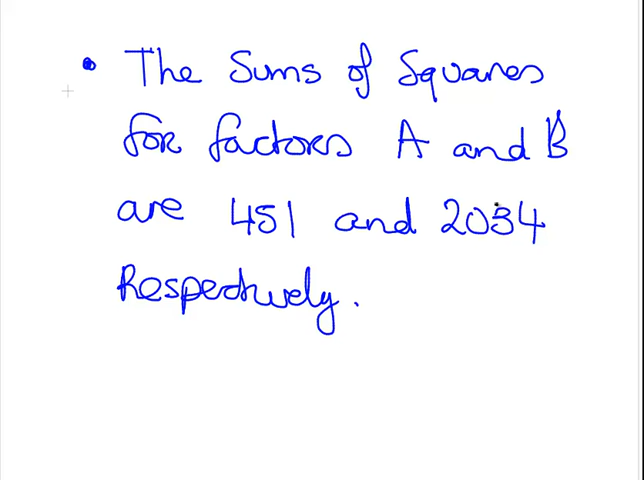 • The Sums of Squares
for factors A and B
are 451 and 2034
Respectively.